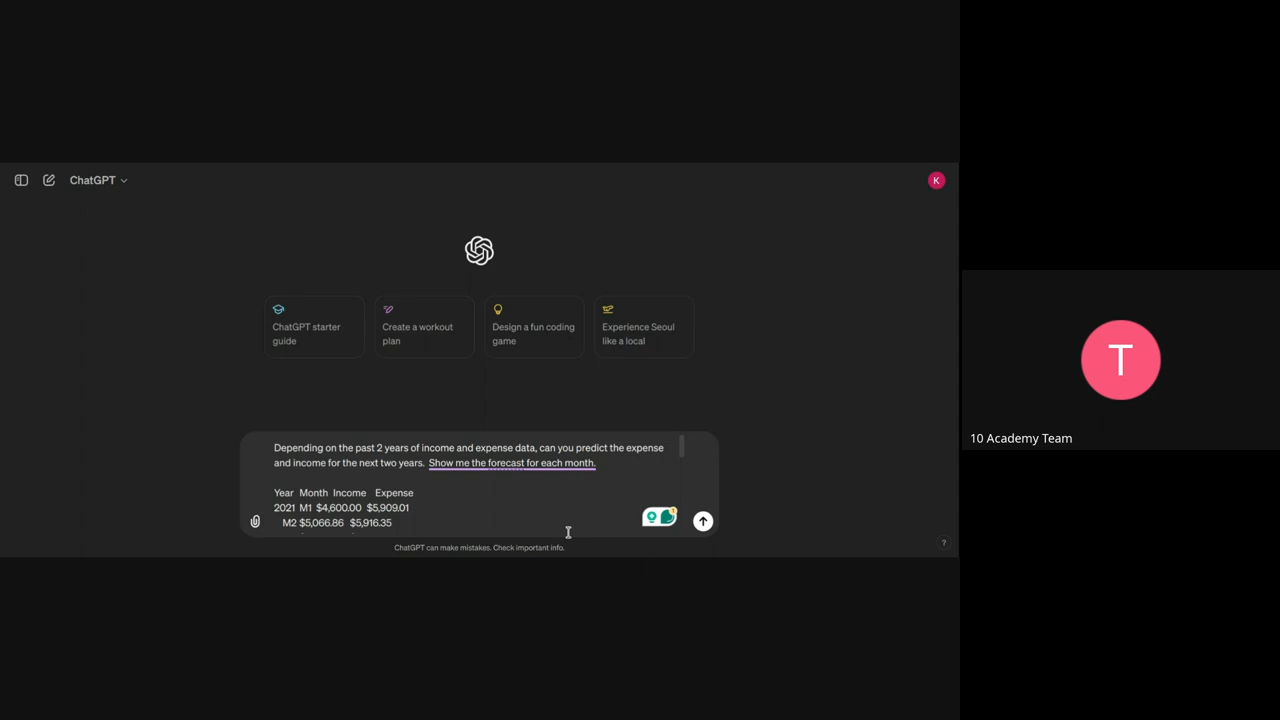 ChatGPT
K
ChatGPT starter
guide
Create a workout
plan
Design a fun coding
game
Experience Seoul
like a local
Depending on the past 2 years of income and expense data, can you predict the expense
and income for the next two years. Show me the forecast for each month.
Year Month Income Expense
2021 M1 $4,600.00 $5,909.01
M2 $5,066.86 $5,916.35
1
ChatGPT can make mistakes. Check important info.
?
T
10 Academy Team